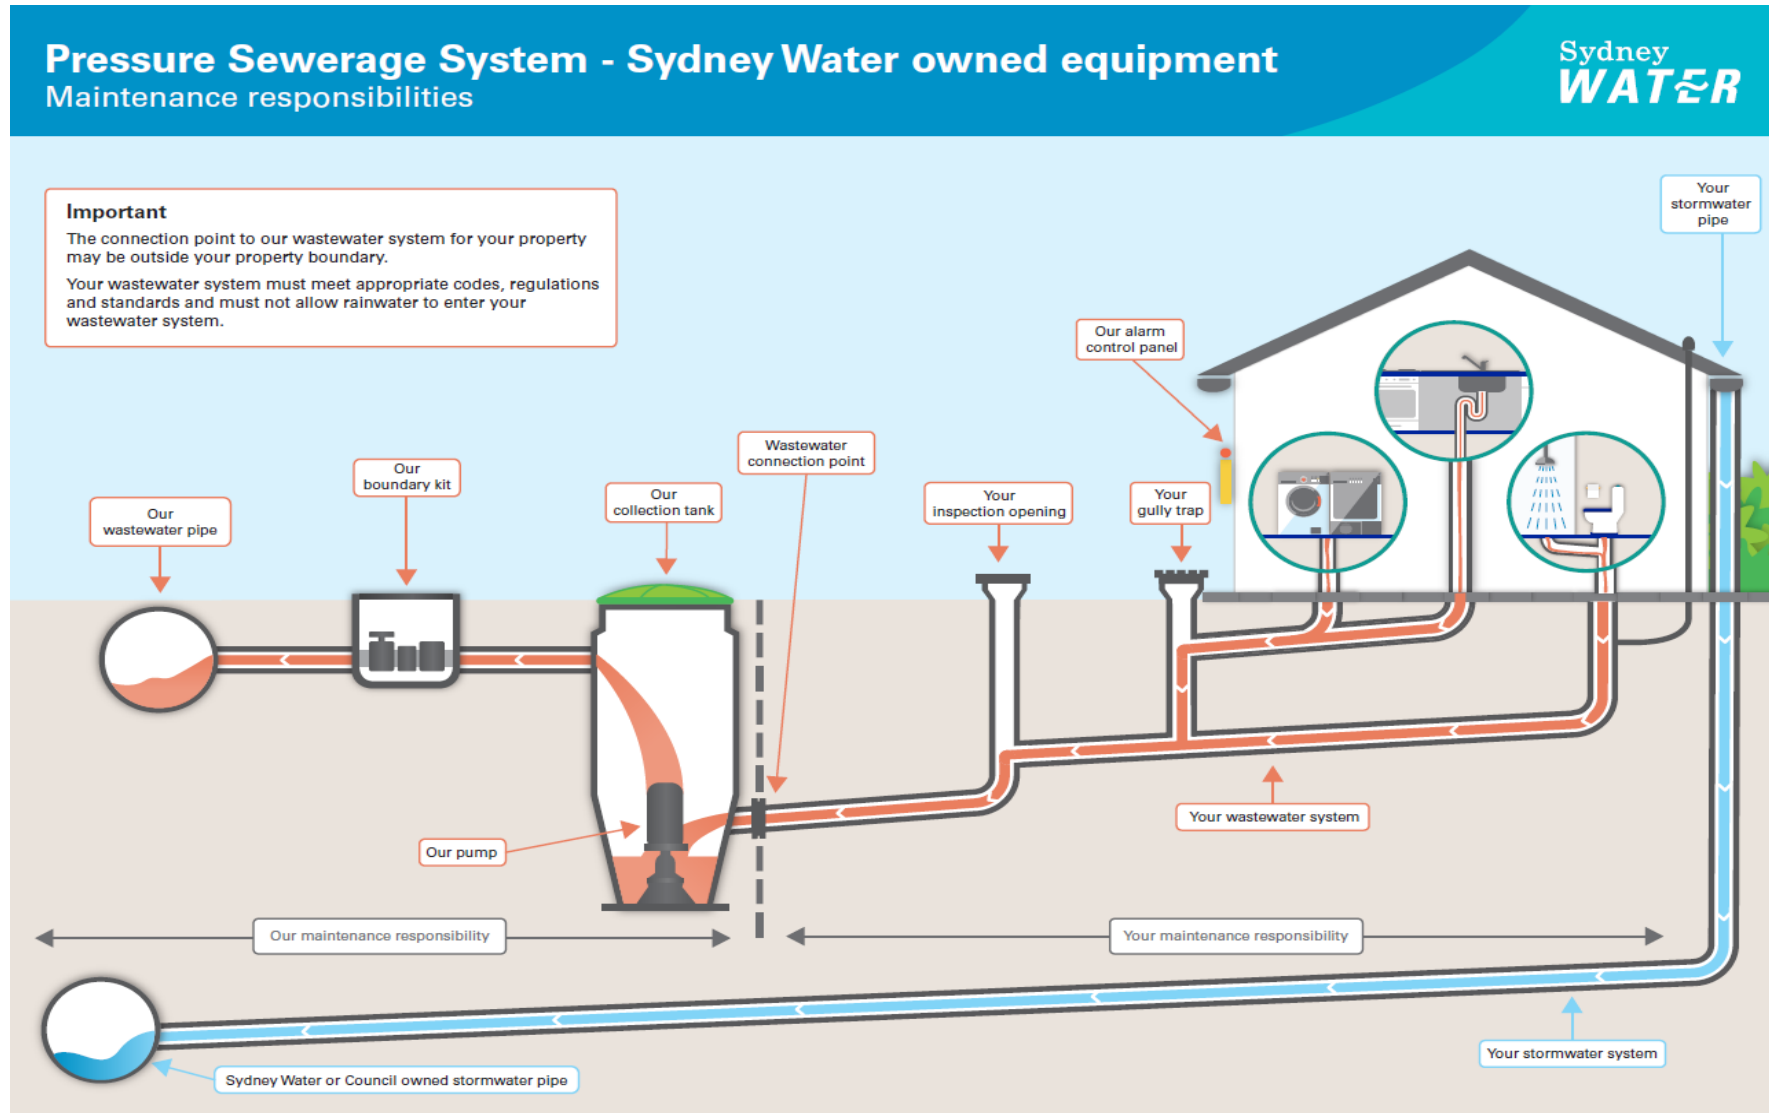 Pressure Sewerage System - Sydney Water owned equipment
Maintenance responsibilities
Sydney
WATER
Important
The connection point to our wastewater system for your property
may be outside your property boundary.
Your wastewater system must meet appropriate codes, regulations
and standards and must not allow rainwater to enter your
wastewater system.
Your
stormwater
pipe
Our alarm
control panel
Wastewater
connection point
Our
boundary kit
Our
collection tank
Your
inspection opening
Your
gully trap
Our
wastewater pipe
Your wastewater system
Our pump
Our maintenance responsibility
Your maintenance responsibility
Your stormwater system
Sydney Water or Council owned stormwater pipe